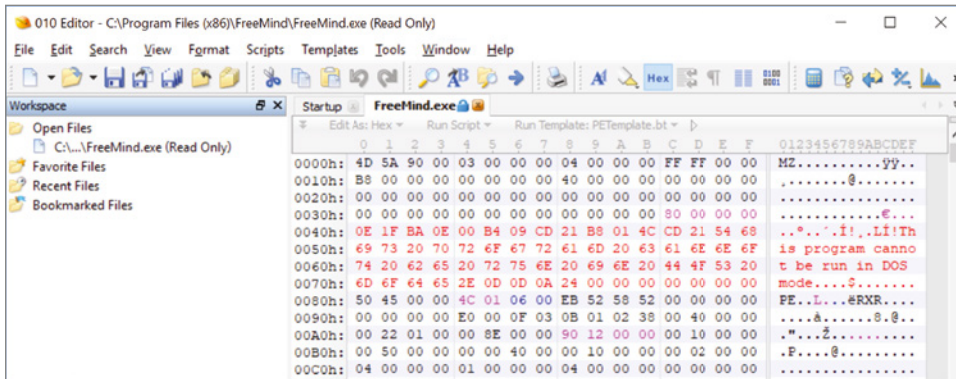 010 Editor - C:\Program Files (x86)\FreeMind\FreeMind.exe (Read Only)
File Edit Search View Format Scripts Templates Tools Window Help
Workspace
Startup FreeMind.exe
Open Files
C:\...\FreeMind.exe (Read Only)
Favorite Files
Recent Files
Bookmarked Files
Edit As: Hex Run Script Run Template: PETemplate.bt
0 1 2 3 4 5 6 7 8 9 A B C D E F 0123456789ABCDEF
0000h: 4D 5A 90 00 03 00 00 00 04 00 00 00 FF FF 00 00 MZ..........ÿÿ..
0010h: B8 00 00 00 00 00 00 00 40 00 00 00 00 00 00 00 ¸.......@.......
0020h: 00 00 00 00 00 00 00 00 00 00 00 00 00 00 00 00 ................
0030h: 00 00 00 00 00 00 00 00 00 00 00 00 80 00 00 00 ............€...
0040h: 0E 1F BA 0E 00 B4 09 CD 21 B8 01 4C CD 21 54 68 ..º..´.Í!¸.LÍ!Th
0050h: 69 73 20 70 72 6F 67 72 61 6D 20 63 61 6E 6E 6F is program canno
0060h: 74 20 62 65 20 72 75 6E 20 69 6E 20 44 4F 53 20 t be run in DOS
0070h: 6D 6F 64 65 2E 0D 0D 0A 24 00 00 00 00 00 00 00 mode....$.......
0080h: 50 45 00 00 4C 01 06 00 EB 52 58 52 00 00 00 00 PE..L...ëRXR....
0090h: 00 00 00 00 E0 00 0F 03 0B 01 02 38 00 40 00 00 ....à......8.@..
00A0h: 00 22 01 00 00 8E 00 00 90 12 00 00 00 10 00 00 ."...Ž..........
00B0h: 00 50 00 00 00 00 40 00 00 10 00 00 00 02 00 00 .P....@.........
00C0h: 04 00 00 00 01 00 00 00 04 00 00 00 00 00 00 00 ................